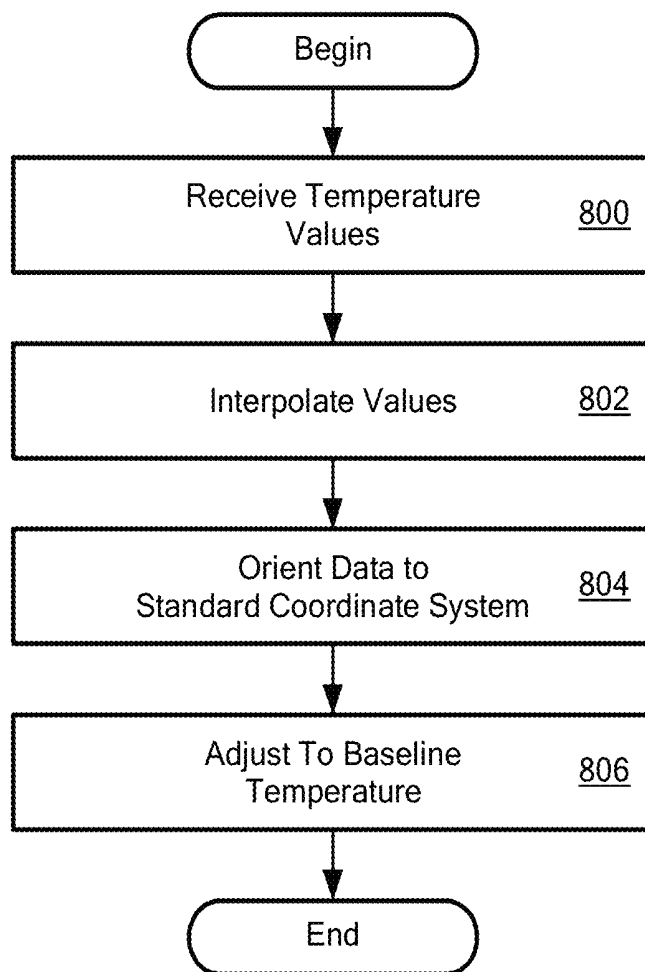 Begin
Receive Temperature
Values
800
Interpolate Values 802
Orient Data to
Standard Coordinate System
804
Adjust To Baseline
Temperature
806
End